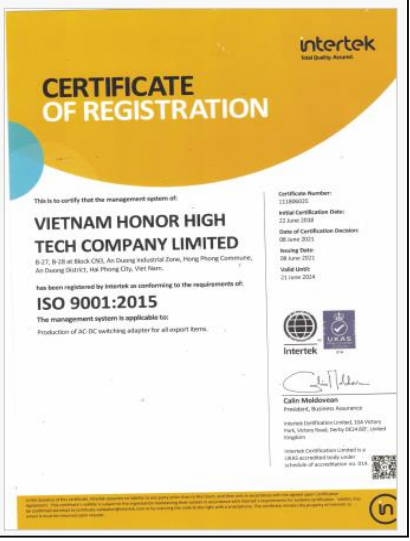 intertek
Total Quality. Assured.
CERTIFICATE
OF REGISTRATION
This is to certify that the management system of:
VIETNAM HONOR HIGH
TECH COMPANY LIMITED
B-27, B-28 at Block CN3, An Duong Industrial Zone, Hong Phong Commune,
An Duong District, Hai Phong City, Viet Nam.
has been registered by Intertek as conforming to the requirements of:
ISO 9001:2015
The management system is applicable to:
Production of AC-DC switching adapter for all export items.
Certificate Number:
111806025
Initial Certification Date:
22 June 2018
Date of Certification Decision:
08 June 2021
Issuing Date:
08 June 2021
Valid Until:
21 June 2024
Intertek
UKAS
MANAGEMENT
SYSTEMS
014
Calin Moldovean
President, Business Assurance
Intertek Certification Limited, 10A Victory
Park, Victory Road, Derby DE24 8ZF, United
Kingdom
Intertek Certification Limited is a
UKAS accredited body under
schedule of accreditation no. 014.
in